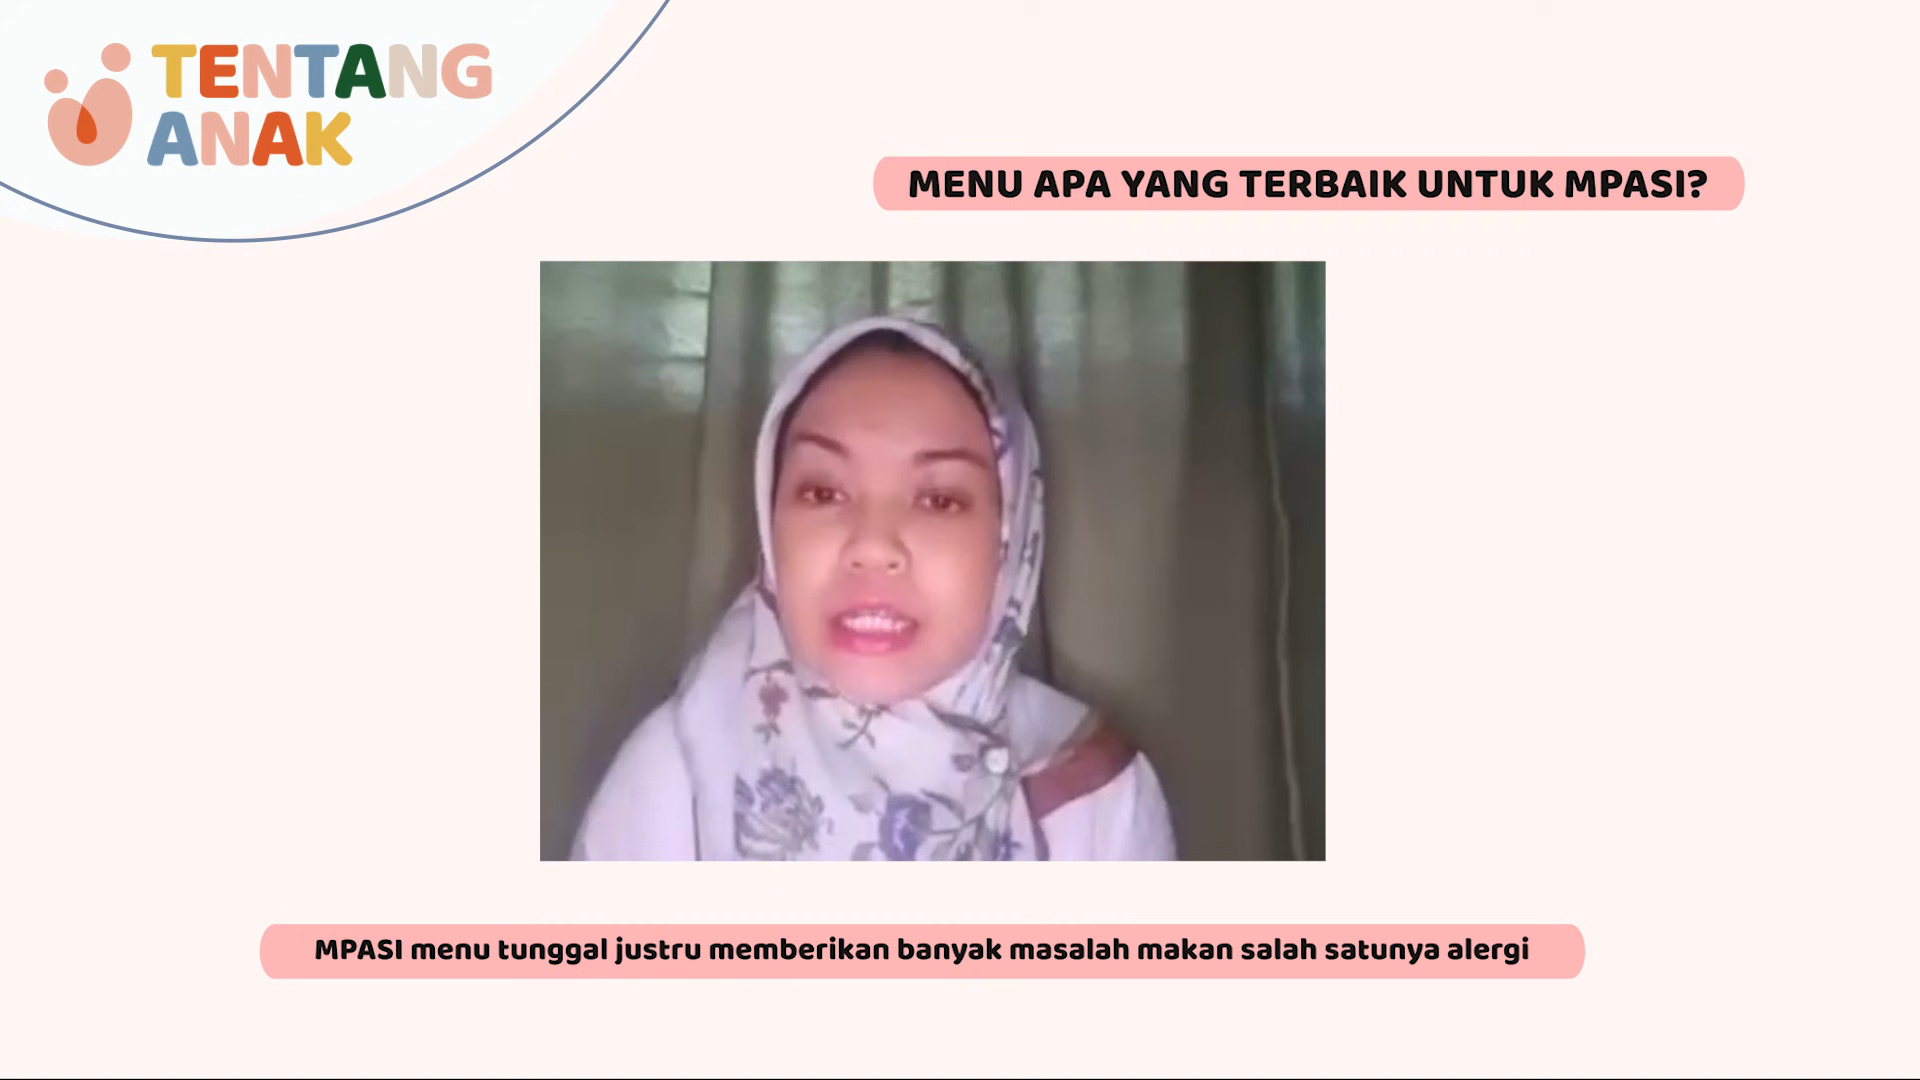 TENTANG
ANAK
MENU APA YANG TERBAIK UNTUK MPASI?
MPASI menu tunggal justru memberikan banyak masalah makan salah satunya alergi